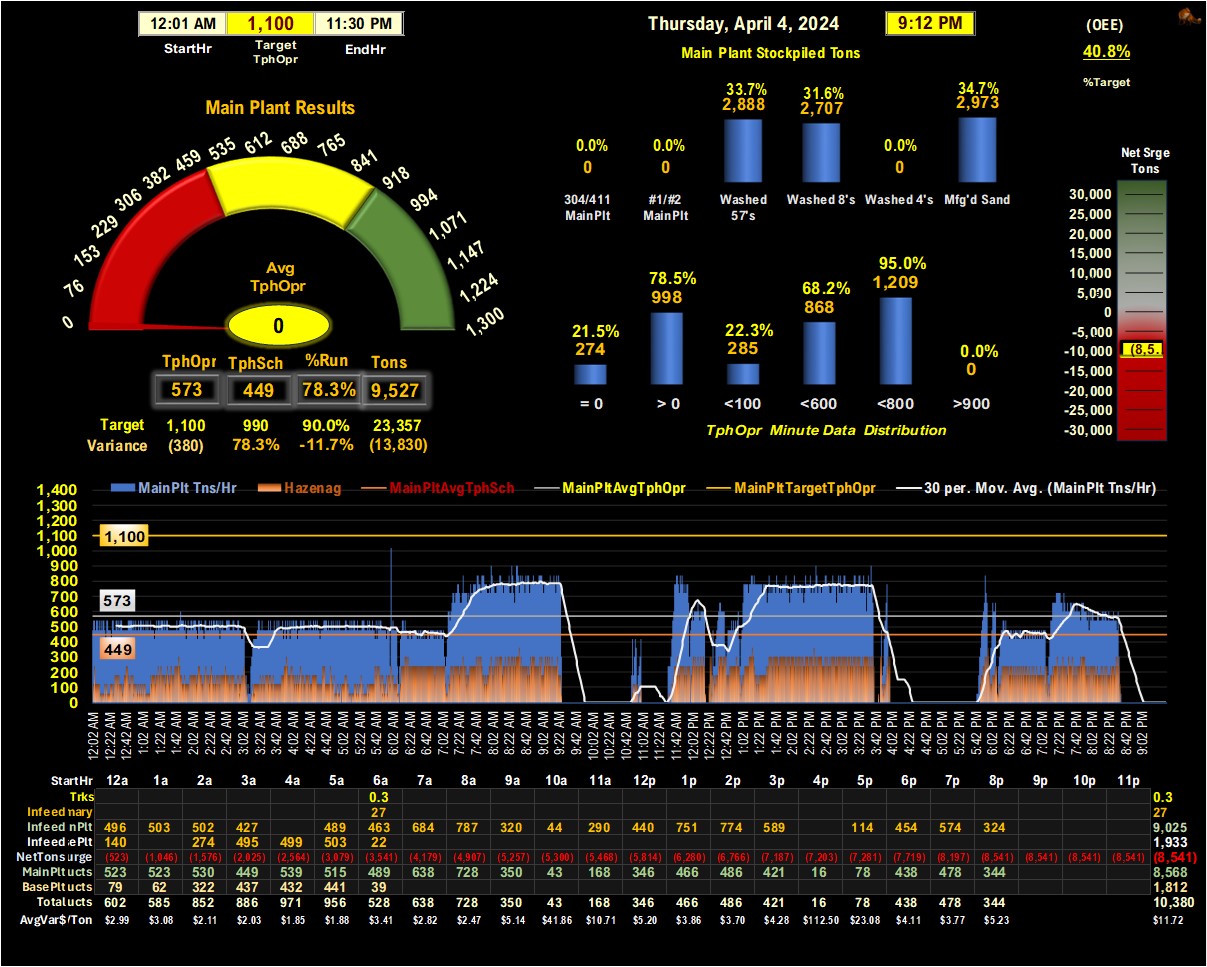 12:01 AM 1,100 11:30 PM
StartHr Target TphOpr EndHr
Thursday, April 4, 2024 9:12 PM
Main Plant Stockpiled Tons
(OEE)
40.8%
%Target
Main Plant Results
0 76 153 229 306 382 459 535 612 688 765 841 918 994 1,071 1,147 1,224 1,300
Avg
TphOpr
0
TphOpr TphSch %Run Tons
573 449 78.3% 9,527
Target 1,100 990 90.0% 23,357
Variance (380) 78.3% -11.7% (13,830)
0.0% 0.0% 33.7% 31.6% 0.0% 34.7%
0 0 2,888 2,707 0 2,973
304/411 MainPlt #1/#2 MainPlt Washed 57's Washed 8's Washed 4's Mfg'd Sand
21.5% 78.5% 22.3% 68.2% 95.0% 0.0%
274 998 285 868 1,209 0
= 0 > 0 <100 <600 <800 >900
TphOpr Minute Data Distribution
Net Srge
Tons
30,000
25,000
20,000
15,000
10,000
5,000
0
-5,000
-10,000 (8,5..
-15,000
-20,000
-25,000
-30,000
MainPlt Tns/Hr Hazenag MainPltAvgTphSch MainPltAvgTphOpr MainPltTargetTphOpr 30 per. Mov. Avg. (MainPlt Tns/Hr)
1,400
1,300
1,200
1,100 1,100
1,000
900
800
700
600 573
500
400
300 449
200
100
0
12:02 AM 12:22 AM 12:42 AM 1:02 AM 1:22 AM 1:42 AM 2:02 AM 2:22 AM 2:42 AM 3:02 AM 3:22 AM 3:42 AM 4:02 AM 4:22 AM 4:42 AM 5:02 AM 5:22 AM 5:42 AM 6:02 AM 6:22 AM 6:42 AM 7:02 AM 7:22 AM 7:42 AM 8:02 AM 8:22 AM 8:42 AM 9:02 AM 9:22 AM 9:42 AM 10:02 AM 10:22 AM 10:42 AM 11:02 AM 11:22 AM 11:42 AM 12:02 PM 12:22 PM 12:42 PM 1:02 PM 1:22 PM 1:42 PM 2:02 PM 2:22 PM 2:42 PM 3:02 PM 3:22 PM 3:42 PM 4:02 PM 4:22 PM 4:42 PM 5:02 PM 5:22 PM 5:42 PM 6:02 PM 6:22 PM 6:42 PM 7:02 PM 7:22 PM 7:42 PM 8:02 PM 8:22 PM 8:42 PM 9:02 PM
StartHr 12a 1a 2a 3a 4a 5a 6a 7a 8a 9a 10a 11a 12p 1p 2p 3p 4p 5p 6p 7p 8p 9p 10p 11p
Trks 0.3 0.3
Infeed mary 27 27
Infeed nPlt 496 503 502 427 489 463 684 787 320 44 290 440 751 774 589 114 454 574 324 9,025
Infeed ePlt 140 274 495 499 503 22 1,933
NetTons urge (523) (1,046) (1,576) (2,025) (2,564) (3,079) (3,541) (4,179) (4,907) (5,257) (5,300) (5,468) (5,814) (6,280) (6,766) (7,187) (7,203) (7,281) (7,719) (8,197) (8,541) (8,541) (8,541) (8,541) (8,541)
MainPlt ucts 523 523 530 449 539 515 489 638 728 350 43 168 346 466 486 421 16 78 438 478 344 8,568
BasePlt ucts 79 62 322 437 432 441 39 1,812
Total ucts 602 585 852 886 971 956 528 638 728 350 43 168 346 466 486 421 16 78 438 478 344 10,380
AvgVar$/Ton $2.99 $3.08 $2.11 $2.03 $1.85 $1.88 $3.41 $2.82 $2.47 $5.14 $41.86 $10.71 $5.20 $3.86 $3.70 $4.28 $112.50 $23.08 $4.11 $3.77 $5.23 $11.72